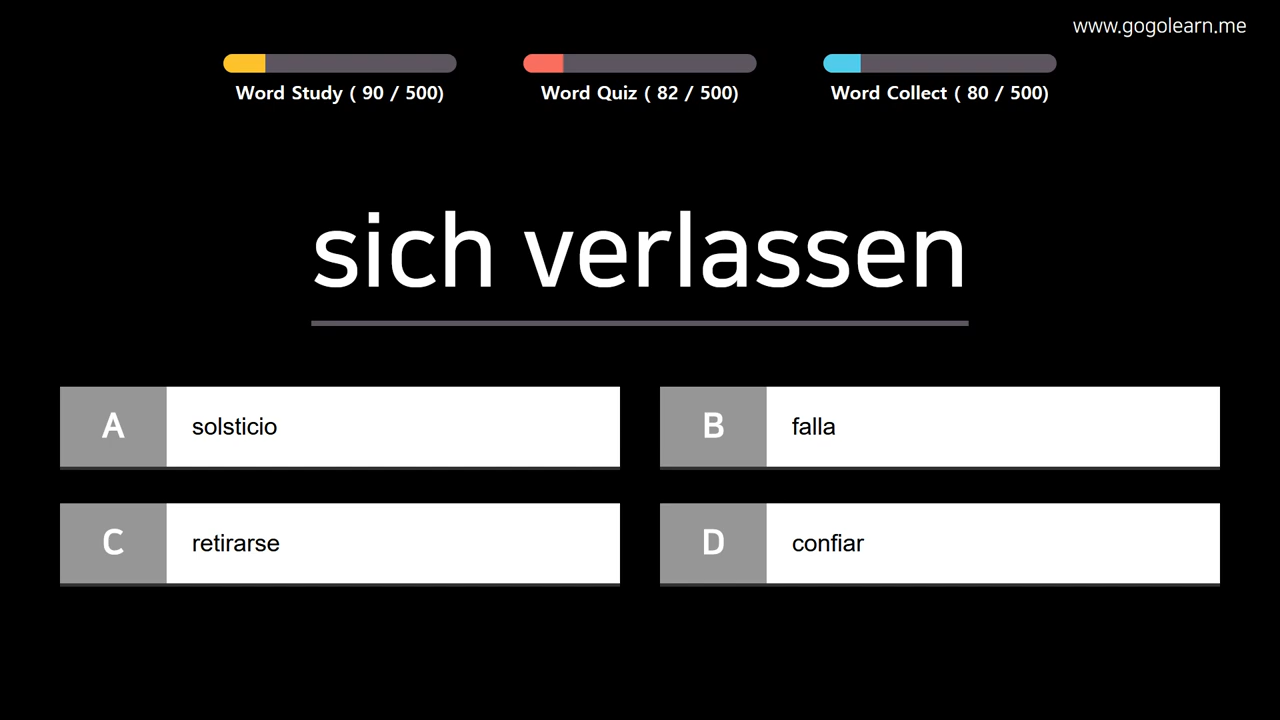 www.gogolearn.me
Word Study ( 90 / 500)
Word Quiz ( 82 / 500)
Word Collect ( 80 / 500)
sich verlassen
A solsticio
B falla
C retirarse
D confiar